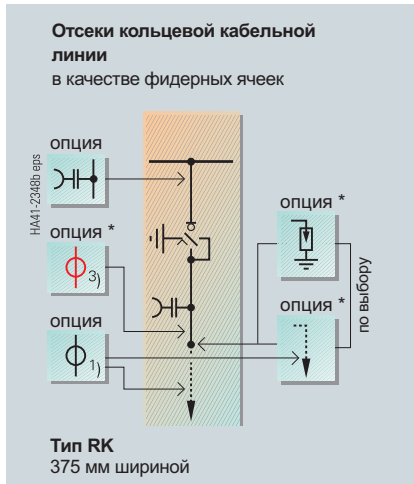 Отсеки кольцевой кабельной
линии
в качестве фидерных ячеек
опция
HA41-2348b eps
опция *
3)
опция
1)
опция *
опция *
по выбору
Тип RK
375 мм шириной